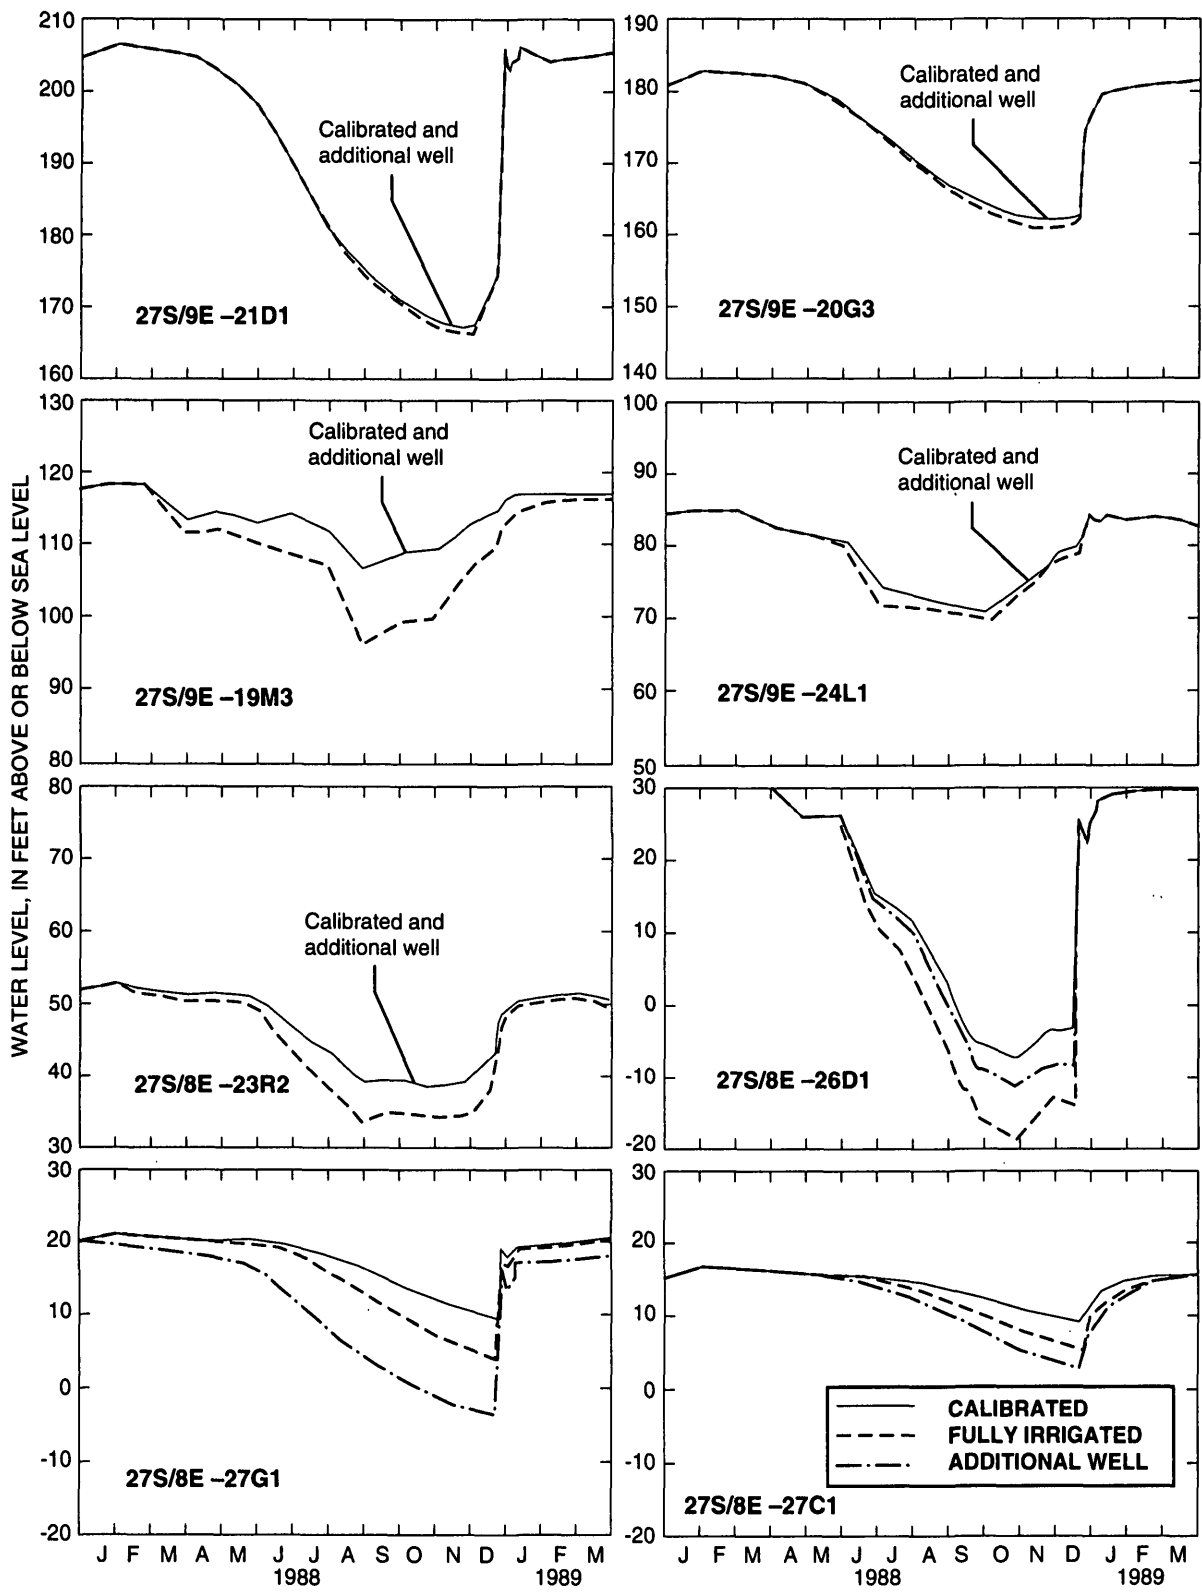 WATER LEVEL, IN FEET ABOVE OR BELOW SEA LEVEL
210
200
190
180
170
160
Calibrated and
additional well
27S/9E –21D1
190
180
170
160
150
140
Calibrated and
additional well
27S/9E –20G3
130
120
110
100
90
80
Calibrated and
additional well
27S/9E –19M3
100
90
80
70
60
50
Calibrated and
additional well
27S/9E –24L1
80
70
60
50
40
30
Calibrated and
additional well
27S/8E –23R2
30
20
10
0
-10
-20
27S/8E –26D1
30
20
10
0
-10
-20
27S/8E –27G1
J F M A M J J A S O N D J F M
1988 1989
30
20
10
0
-10
-20
CALIBRATED
FULLY IRRIGATED
ADDITIONAL WELL
27S/8E –27C1
J F M A M J J A S O N D J F M
1988 1989